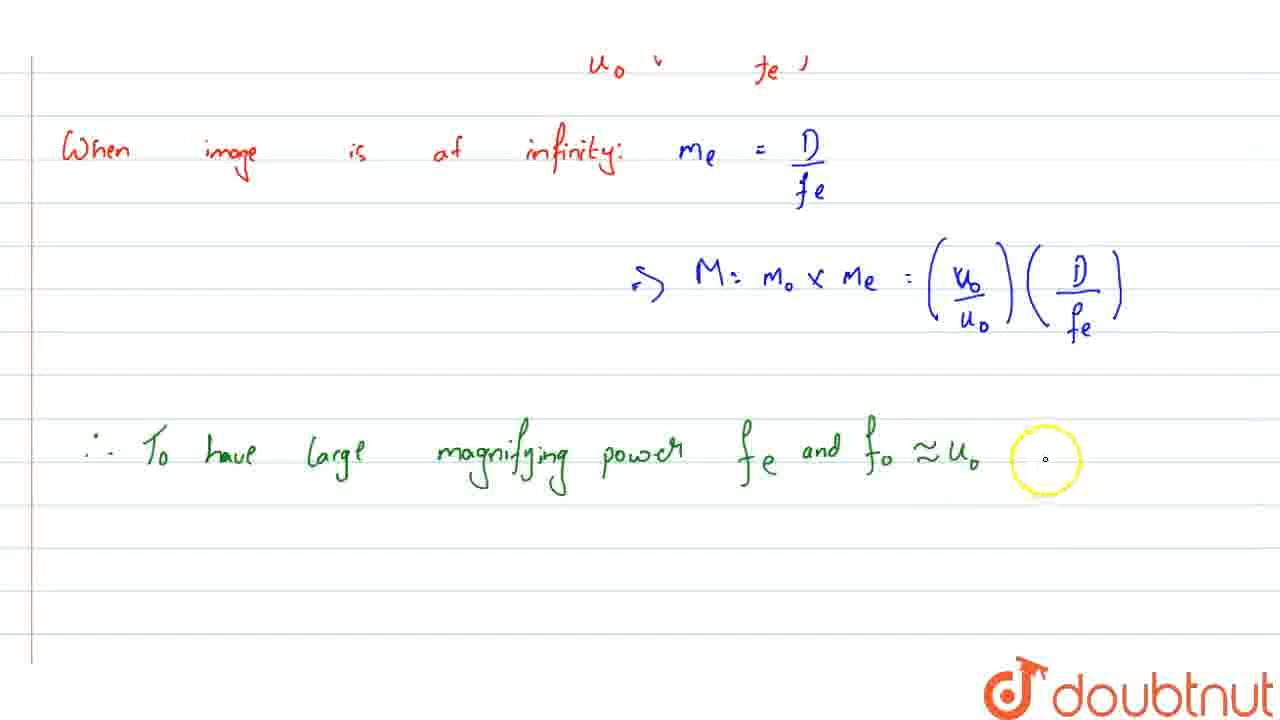 u₀ fe )
When image is at infinity: me = D/fe
=> M = m₀ × me = (v₀/u₀) (D/fe)
∴ To have large magnifying power fe and f₀ ≈ u₀
doubtnut